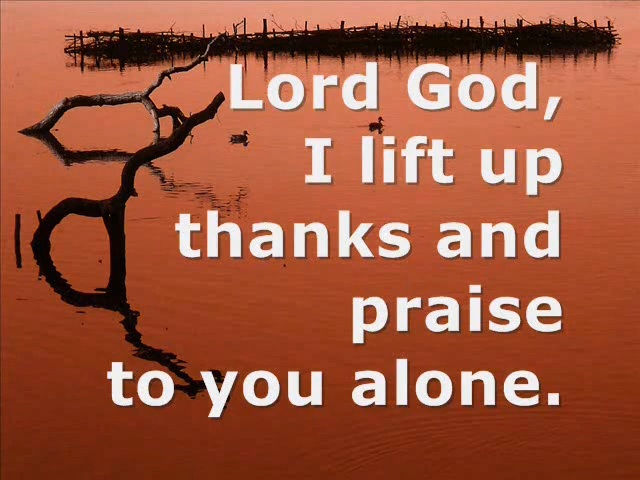 Lord God,
I lift up
thanks and
praise
to you alone.